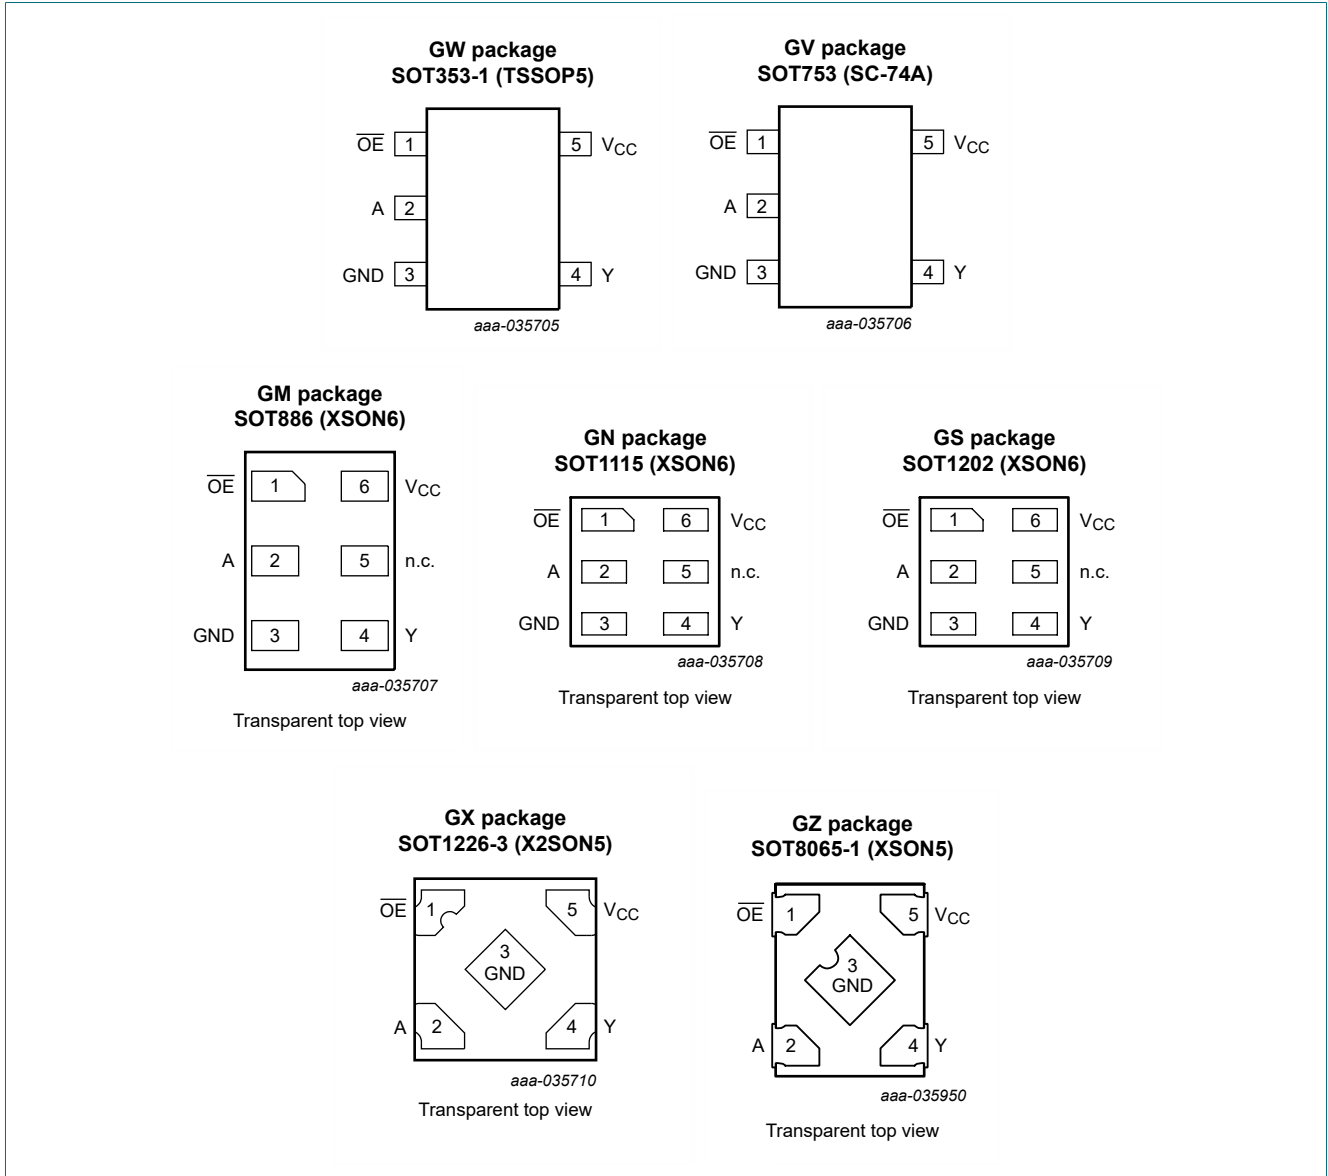 GW package
SOT353-1 (TSSOP5)
OE 1
5 VCC
A 2
GND 3
4 Y
aaa-035705
GV package
SOT753 (SC-74A)
OE 1
5 VCC
A 2
GND 3
4 Y
aaa-035706
GM package
SOT886 (XSON6)
OE 1
6 VCC
A 2
5 n.c.
GND 3
4 Y
aaa-035707
Transparent top view
GN package
SOT1115 (XSON6)
OE 1
6 VCC
A 2
5 n.c.
GND 3
4 Y
aaa-035708
Transparent top view
GS package
SOT1202 (XSON6)
OE 1
6 VCC
A 2
5 n.c.
GND 3
4 Y
aaa-035709
Transparent top view
GX package
SOT1226-3 (X2SON5)
OE 1
5 VCC
3
GND
A 2
4 Y
aaa-035710
Transparent top view
GZ package
SOT8065-1 (XSON5)
OE 1
5 VCC
3
GND
A 2
4 Y
aaa-035950
Transparent top view